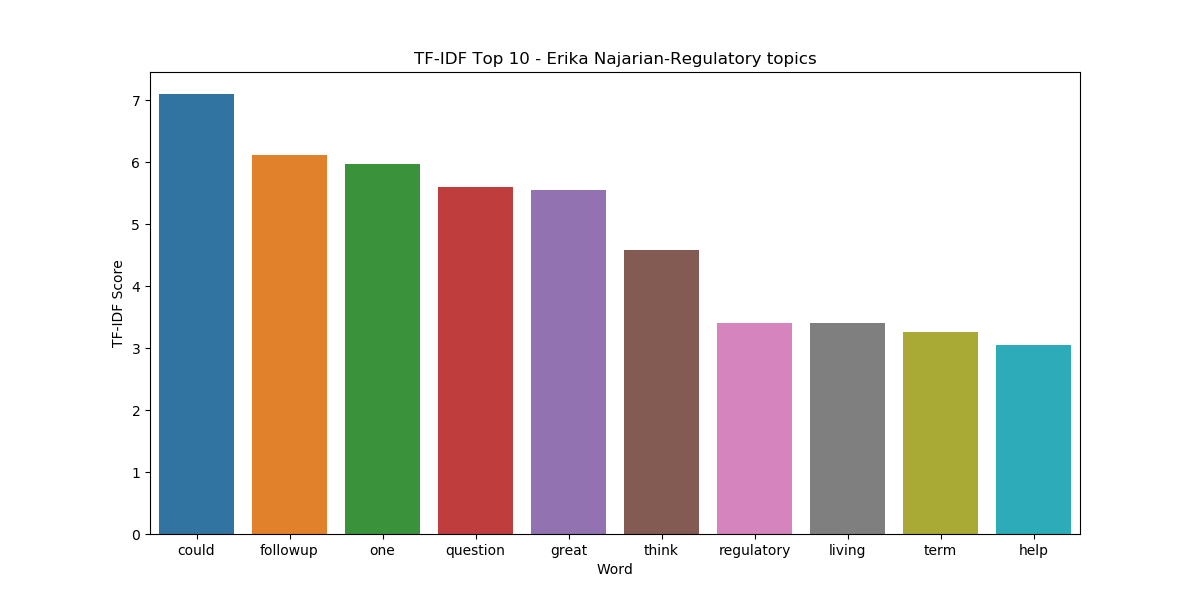 TF-IDF Top 10 - Erika Najarian-Regulatory topics
TF-IDF Score
7
6
5
4
3
2
1
0
could followup one question great think regulatory living term help
Word